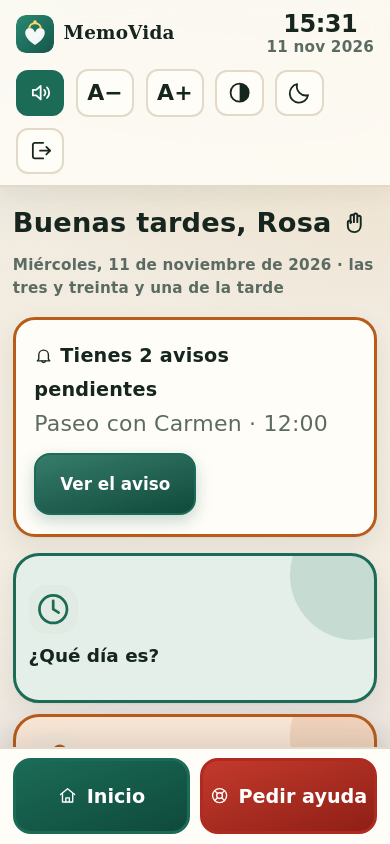 MemoVida
15:31
11 nov 2026
A−
A+
Buenas tardes, Rosa
Miércoles, 11 de noviembre de 2026 · las
tres y treinta y una de la tarde
Tienes 2 avisos
pendientes
Paseo con Carmen · 12:00
Ver el aviso
¿Qué día es?
Inicio
Pedir ayuda